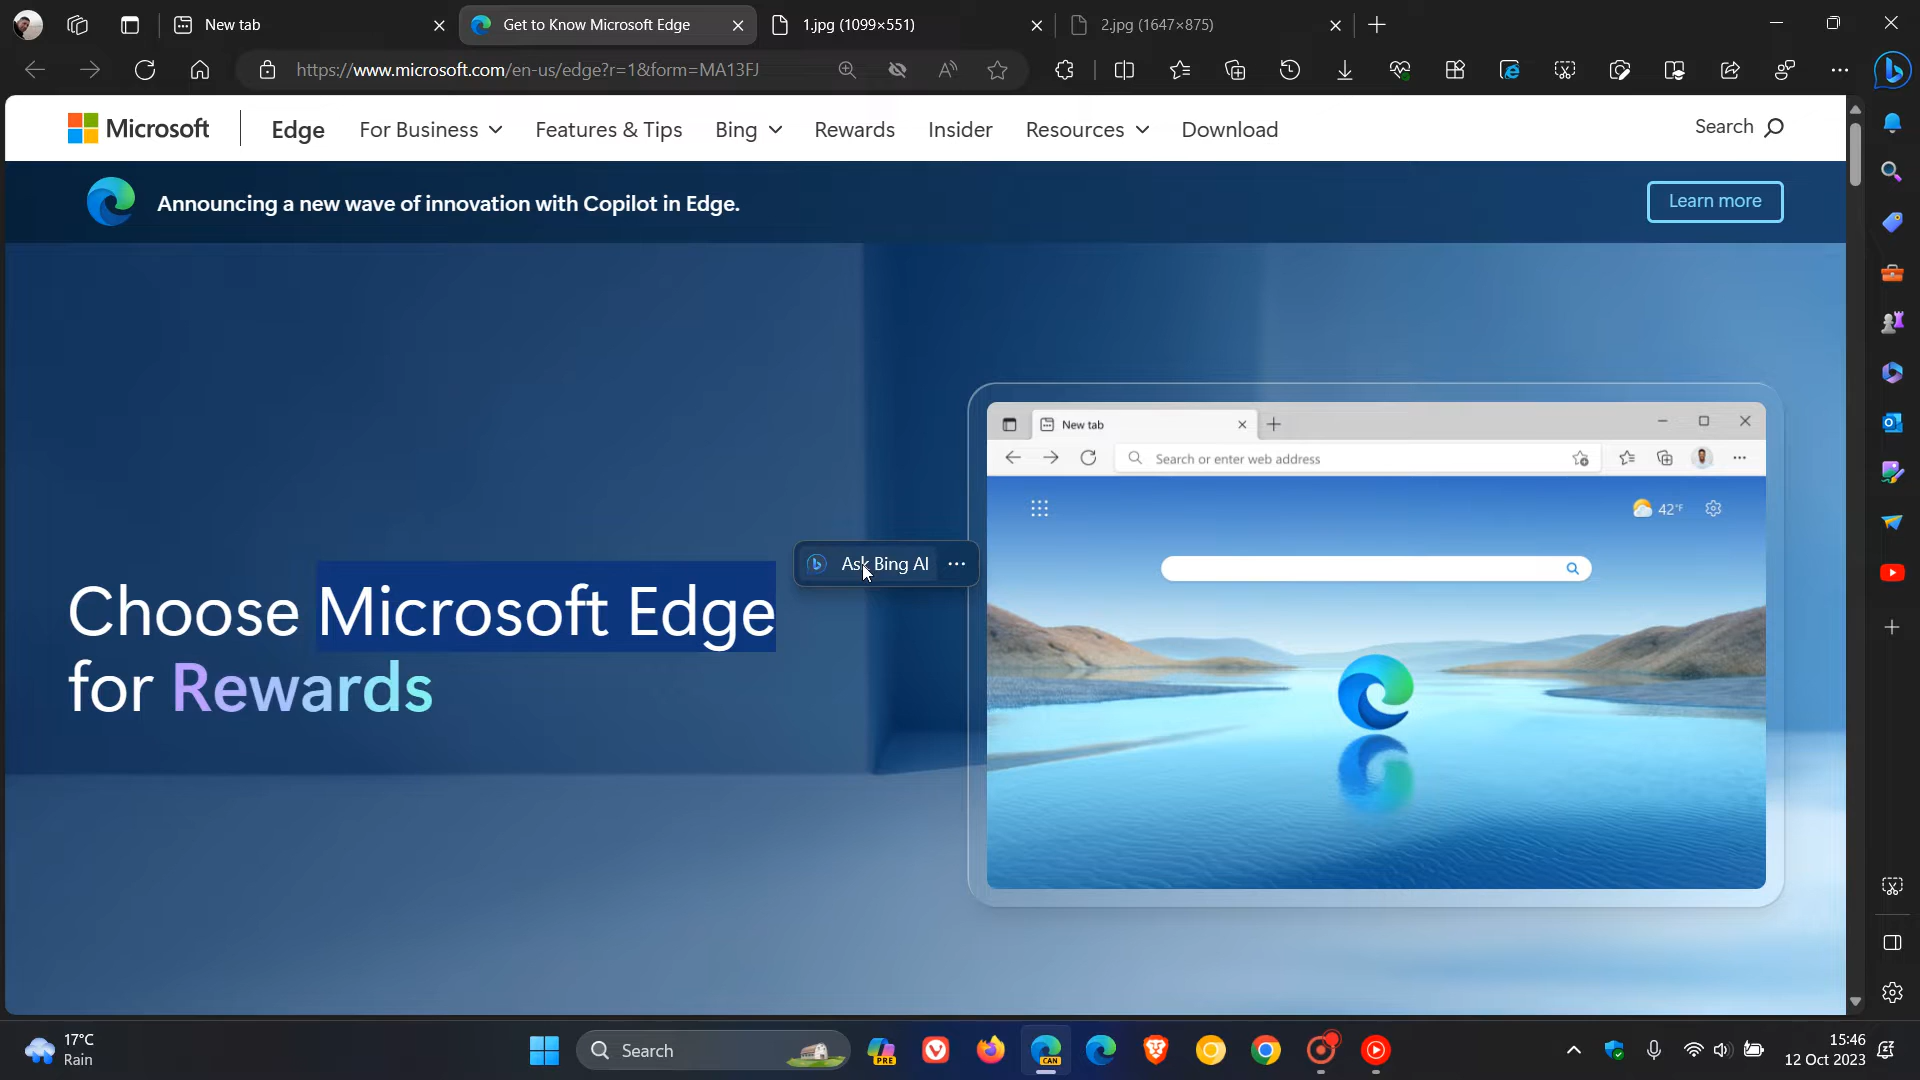 New tab
Get to Know Microsoft Edge
1.jpg (1099×551)
2.jpg (1647×875)
https://www.microsoft.com/en-us/edge?r=1&form=MA13FJ
Microsoft
Edge
For Business
Features & Tips
Bing
Rewards
Insider
Resources
Download
Search
Announcing a new wave of innovation with Copilot in Edge.
Learn more
New tab
Search or enter web address
42°F
Ask Bing AI
Choose Microsoft Edge
for Rewards
17°C
Rain
Search
PRE
CAN
15:46
12 Oct 2023